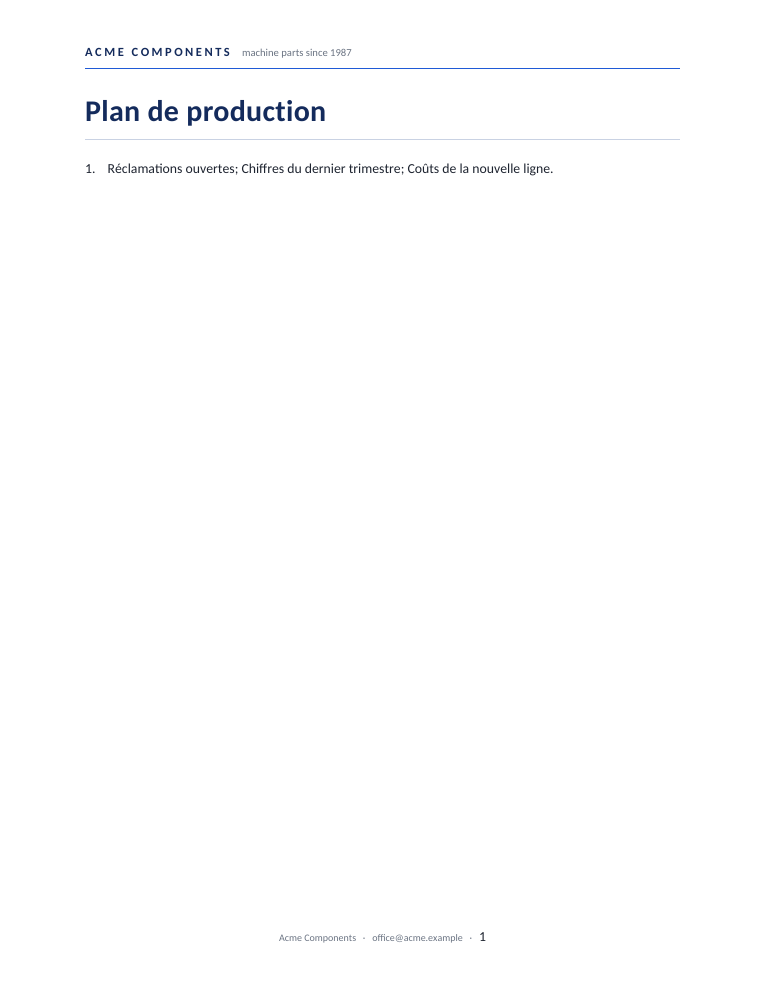 ACME COMPONENTS machine parts since 1987
Plan de production
1. Réclamations ouvertes; Chiffres du dernier trimestre; Coûts de la nouvelle ligne.
Acme Components · office@acme.example · 1